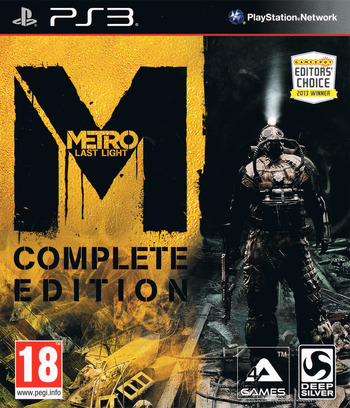 PS3
PlayStation®Network
GAMESPOT
EDITORS'
CHOICE
2013 WINNER
M
METRO
LAST LIGHT
COMPLETE
EDITION
18
www.pegi.info
4A
GAMES
TM
DEEP
SILVER